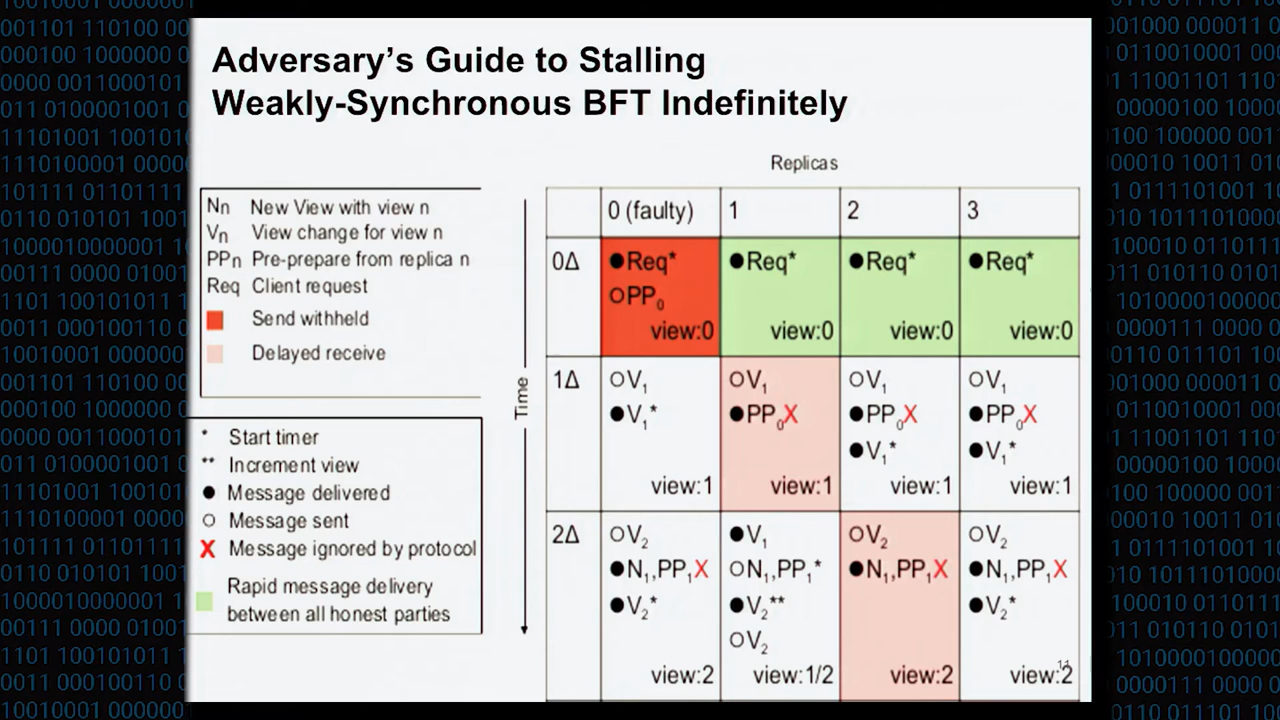 Adversary's Guide to Stalling
Weakly-Synchronous BFT Indefinitely
Nn New View with view n
Vn View change for view n
PPn Pre-prepare from replica n
Req Client request
Send withheld
Delayed receive
* Start timer
** Increment view
● Message delivered
○ Message sent
X Message ignored by protocol
Rapid message delivery
between all honest parties
Time
Replicas
0 (faulty) 1 2 3
0Δ
●Req*
○PP₀
view:0
●Req*
view:0
●Req*
view:0
●Req*
view:0
1Δ
○V₁
●V₁*
view:1
○V₁
●PP₀X
view:1
○V₁
●PP₀X
●V₁*
view:1
○V₁
●PP₀X
●V₁*
view:1
2Δ
○V₂
●N₁,PP₁X
●V₂*
view:2
●V₁
○N₁,PP₁*
●V₂**
○V₂
view:1/2
○V₂
●N₁,PP₁X
view:2
○V₂
●N₁,PP₁X
●V₂*
view:2